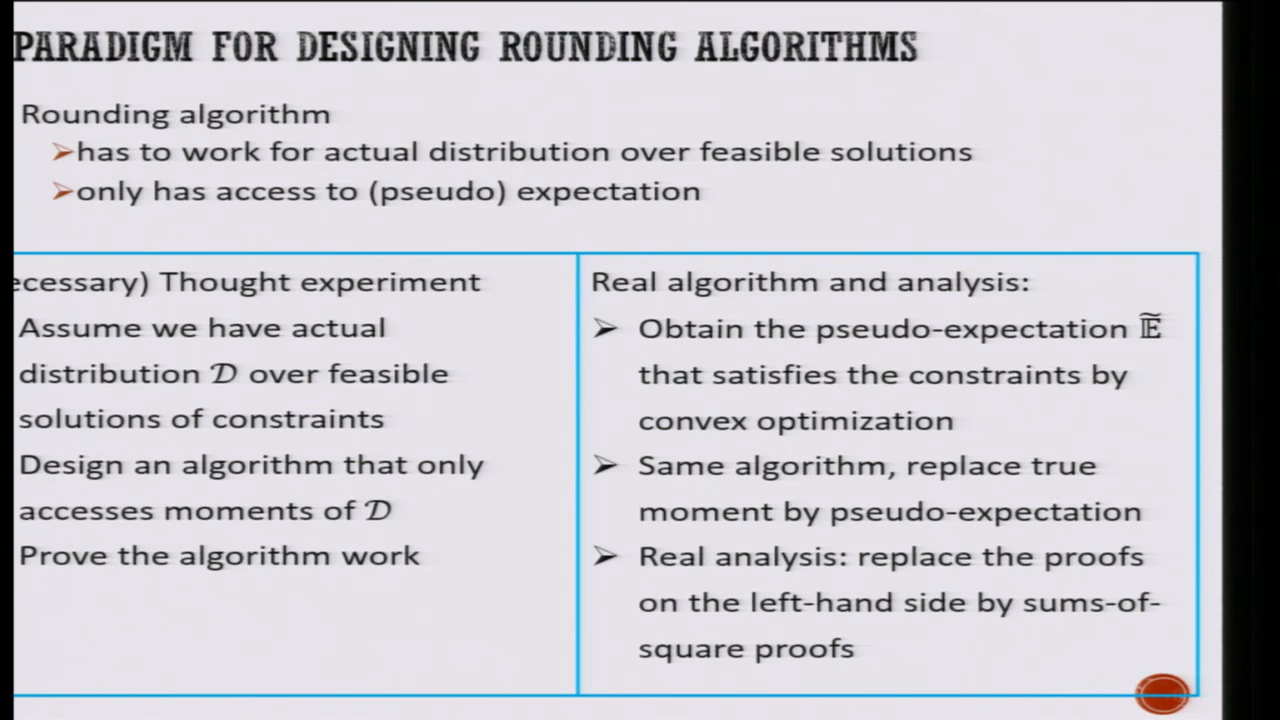 PARADIGM FOR DESIGNING ROUNDING ALGORITHMS
Rounding algorithm
➢has to work for actual distribution over feasible solutions
➢only has access to (pseudo) expectation
ecessary) Thought experiment
Assume we have actual
distribution 𝒟 over feasible
solutions of constraints
Design an algorithm that only
accesses moments of 𝒟
Prove the algorithm work
Real algorithm and analysis:
➢ Obtain the pseudo-expectation 𝔼̃
that satisfies the constraints by
convex optimization
➢ Same algorithm, replace true
moment by pseudo-expectation
➢ Real analysis: replace the proofs
on the left-hand side by sums-of-
square proofs